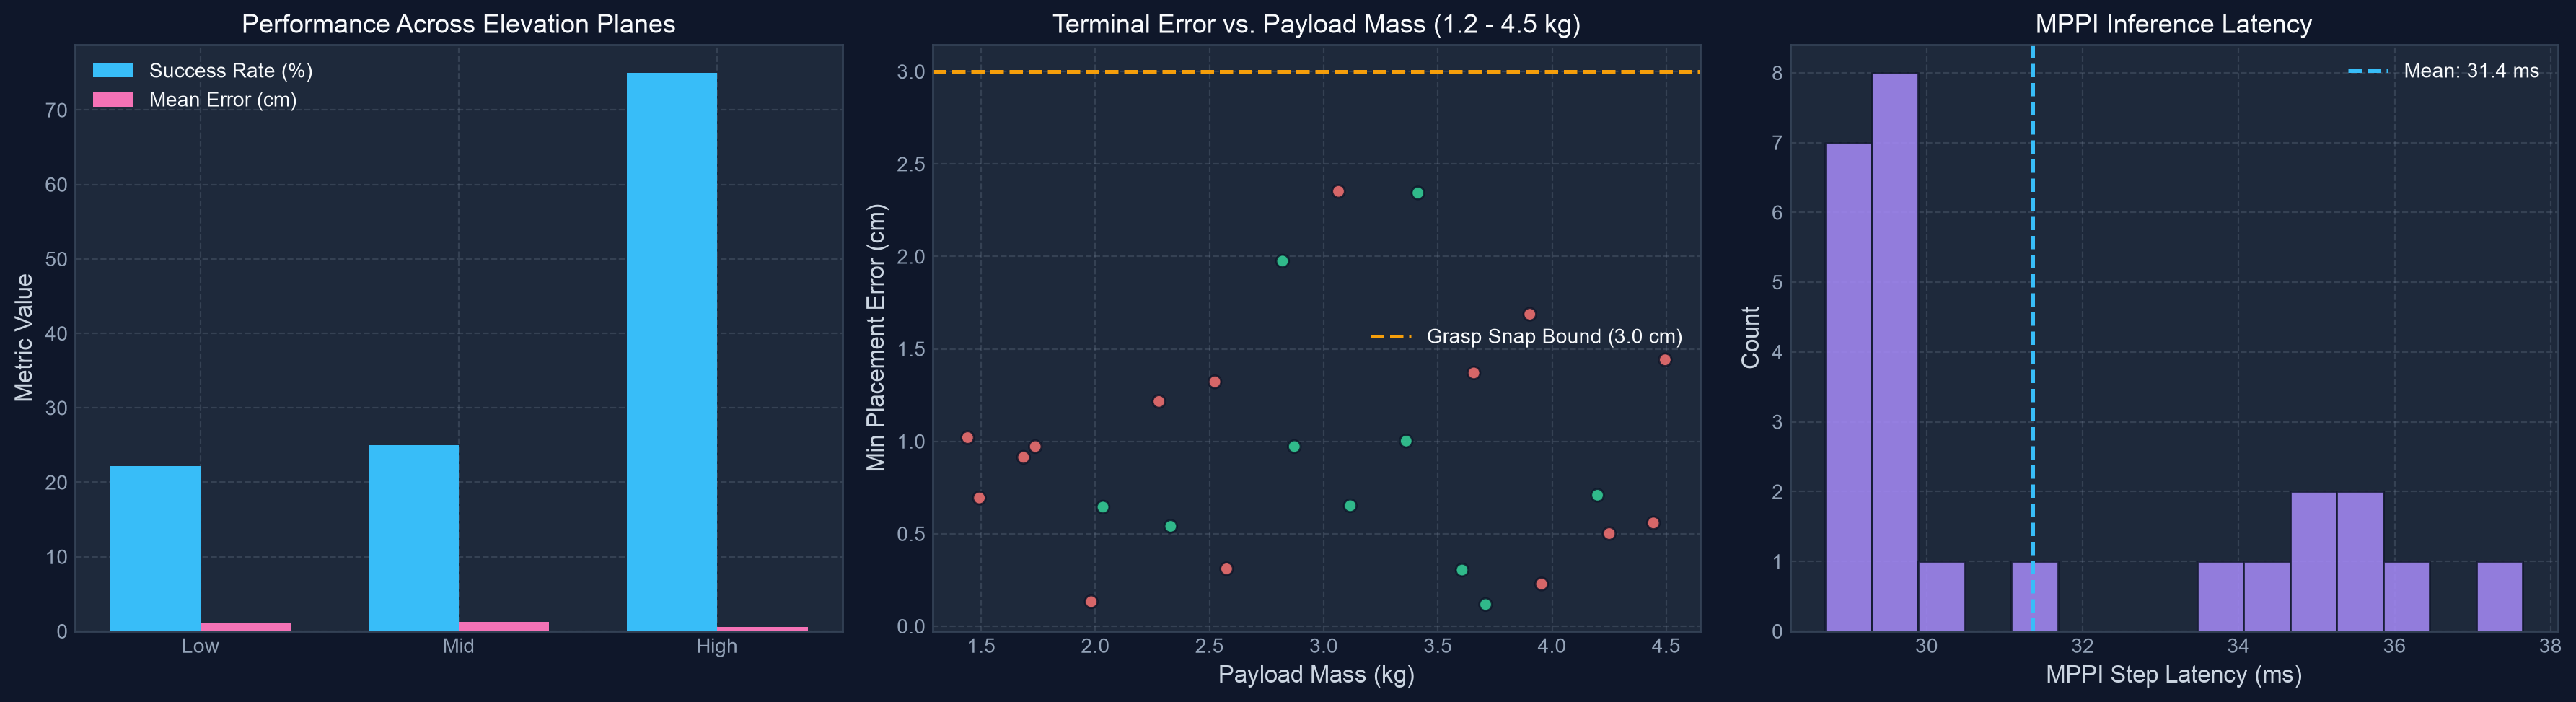 Performance Across Elevation Planes
Success Rate (%)
Mean Error (cm)
Metric Value
70
60
50
40
30
20
10
0
Low Mid High
Terminal Error vs. Payload Mass (1.2 - 4.5 kg)
Min Placement Error (cm)
3.0
2.5
2.0
1.5
1.0
0.5
0.0
Grasp Snap Bound (3.0 cm)
1.5 2.0 2.5 3.0 3.5 4.0 4.5
Payload Mass (kg)
MPPI Inference Latency
Mean: 31.4 ms
Count
8
7
6
5
4
3
2
1
0
30 32 34 36 38
MPPI Step Latency (ms)